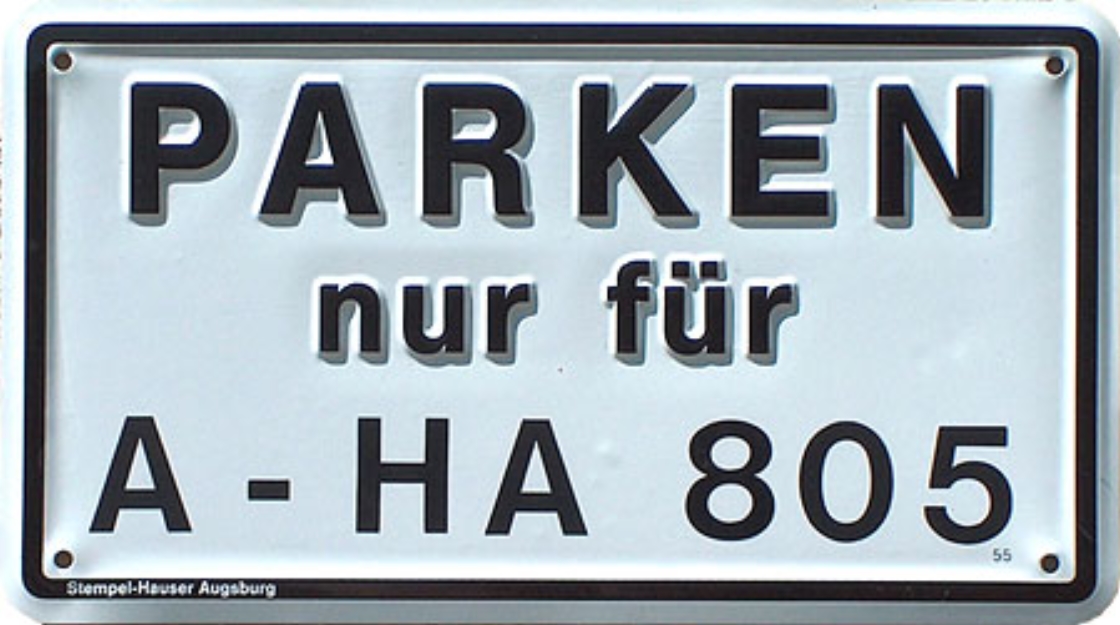 PARKEN
nur für
A - HA 805
55
Stempel-Hauser Augsburg